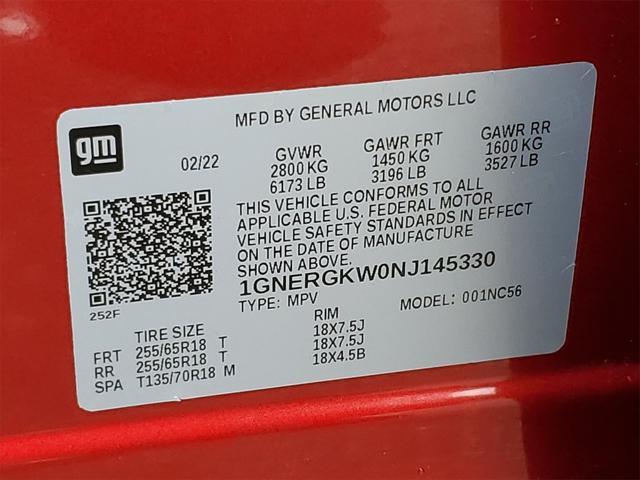 MFD BY GENERAL MOTORS LLC
gm
02/22 GVWR GAWR FRT GAWR RR
2800 KG 1450 KG 1600 KG
6173 LB 3196 LB 3527 LB
THIS VEHICLE CONFORMS TO ALL
APPLICABLE U.S. FEDERAL MOTOR
VEHICLE SAFETY STANDARDS IN EFFECT
ON THE DATE OF MANUFACTURE
SHOWN ABOVE.
1GNERGKW0NJ145330
252F
TYPE: MPV MODEL: 001NC56
TIRE SIZE RIM
FRT 255/65R18 T 18X7.5J
RR 255/65R18 T 18X7.5J
SPA T135/70R18 M 18X4.5B